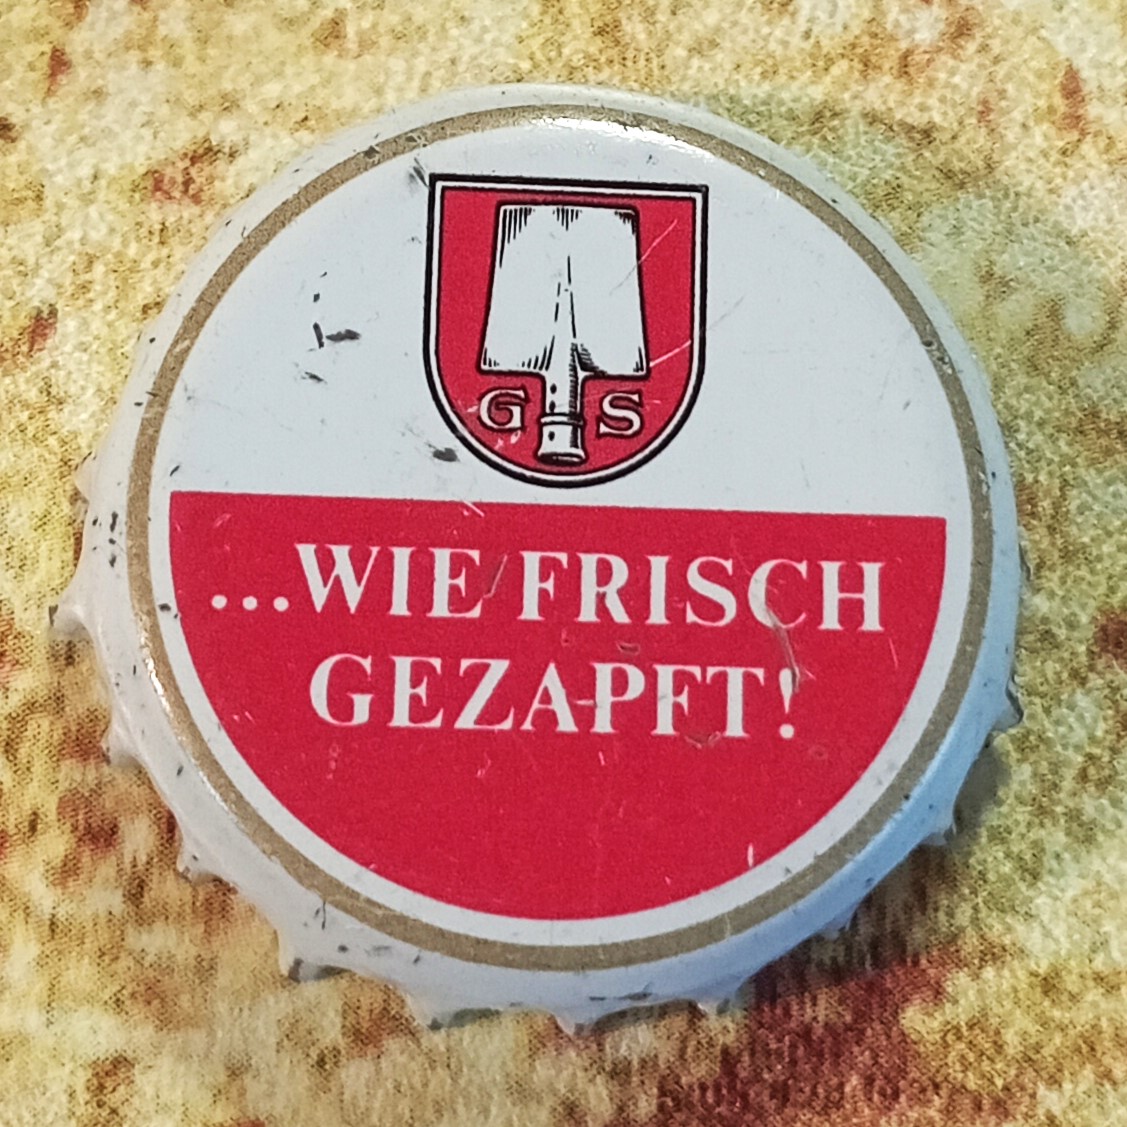 G S
...WIE FRISCH
GEZAPFT!